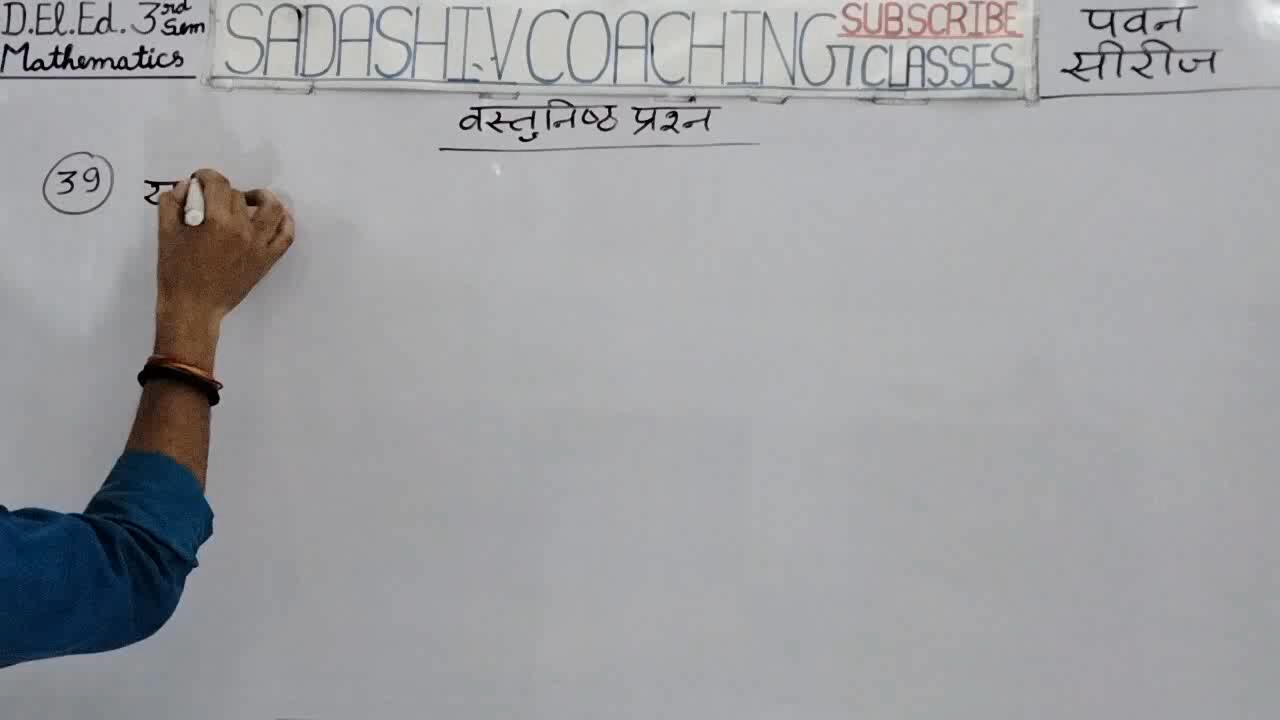 D.El.Ed. 3rd Sem
Mathematics
SADASHIV COACHING CLASSES
SUBSCRIBE
पवन
सीरीज
वस्तुनिष्ठ प्रश्न
39